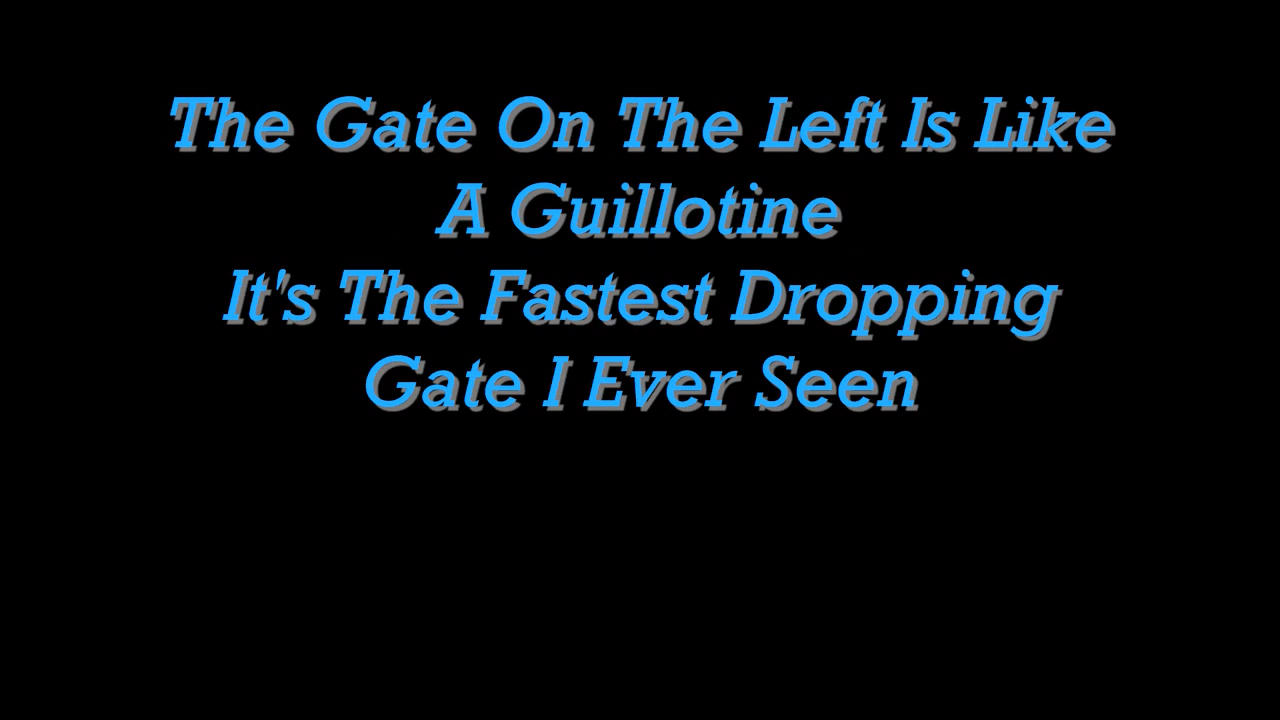 The Gate On The Left Is Like
A Guillotine
It's The Fastest Dropping
Gate I Ever Seen